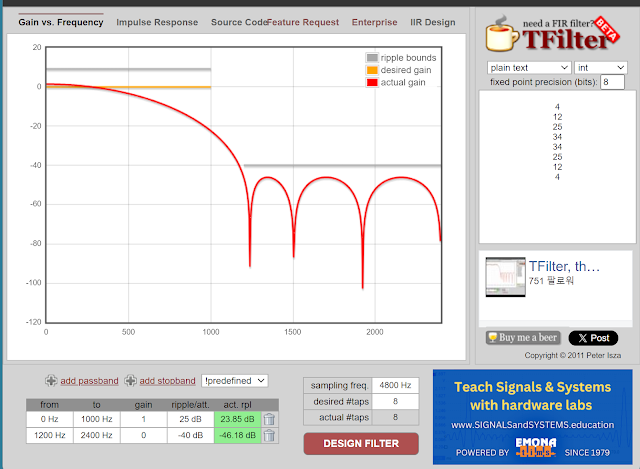 Gain vs. Frequency Impulse Response Source Code Feature Request Enterprise IIR Design
20
0
-20
-40
-60
-80
-100
-120
0 500 1000 1500 2000
ripple bounds
desired gain
actual gain
need a FIR filter?
BETA
TFilter
plain text int
fixed point precision (bits): 8
4
12
25
34
34
25
12
4
TFilter, th...
751 팔로워
Buy me a beer X Post
Copyright © 2011 Peter Isza
add passband add stopband !predefined
from to gain ripple/att. act. rpl
0 Hz 1000 Hz 1 25 dB 23.85 dB
1200 Hz 2400 Hz 0 -40 dB -46.18 dB
sampling freq. 4800 Hz
desired #taps 8
actual #taps 8
DESIGN FILTER
Teach Signals & Systems
with hardware labs
www.SIGNALSandSYSTEMS.education
POWERED BY EMONA tims SINCE 1979